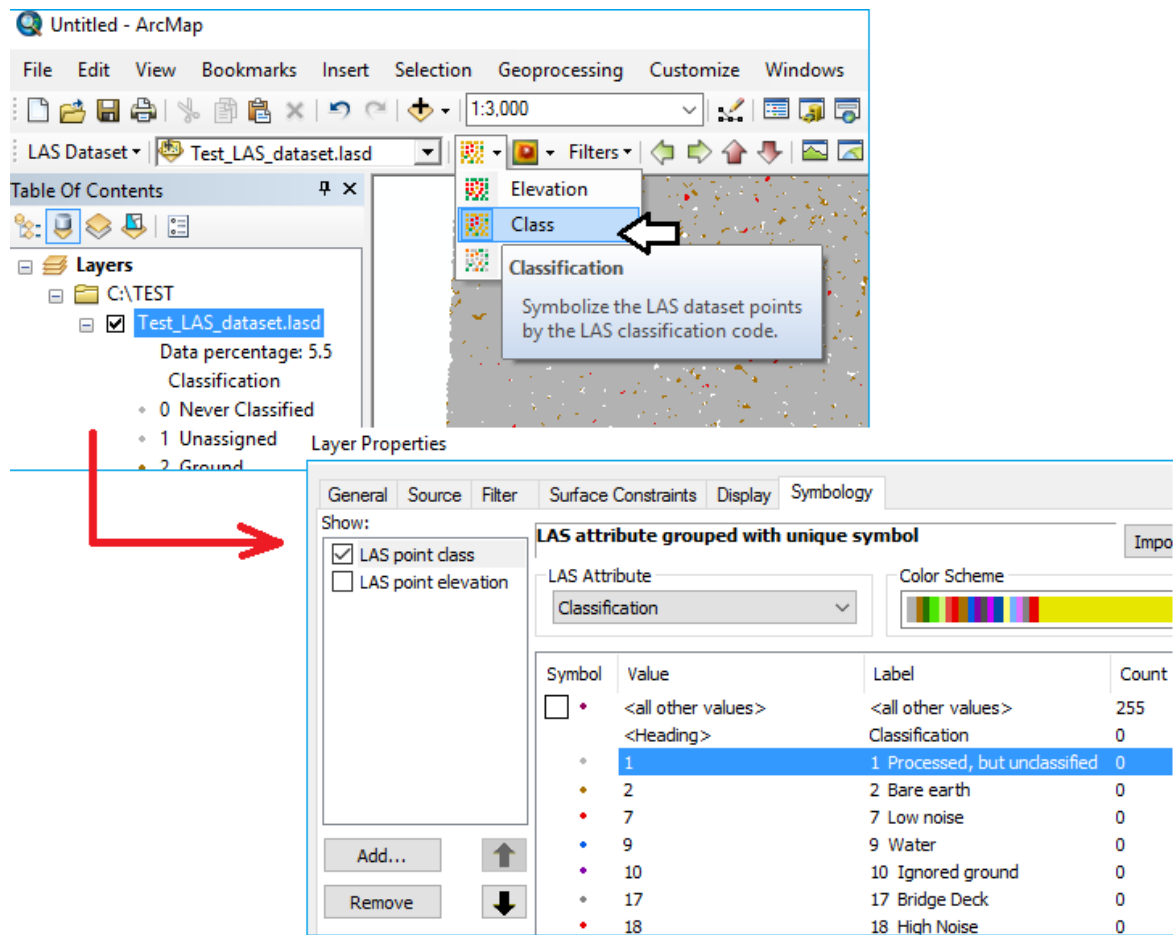 Untitled - ArcMap
File Edit View Bookmarks Insert Selection Geoprocessing Customize Windows
1:3,000
LAS Dataset Test_LAS_dataset.lasd Filters
Table Of Contents
Elevation
Class
Classification
Symbolize the LAS dataset points
by the LAS classification code.
Layers
C:\TEST
Test_LAS_dataset.lasd
Data percentage: 5.5
Classification
0 Never Classified
1 Unassigned
2 Ground
Layer Properties
General Source Filter Surface Constraints Display Symbology
Show:
LAS point class
LAS point elevation
Add...
Remove
LAS attribute grouped with unique symbol
Impo
LAS Attribute
Classification
Color Scheme
Symbol Value Label Count
<all other values> <all other values> 255
<Heading> Classification 0
1 1 Processed, but unclassified 0
2 2 Bare earth 0
7 7 Low noise 0
9 9 Water 0
10 10 Ignored ground 0
17 17 Bridge Deck 0
18 18 High Noise 0